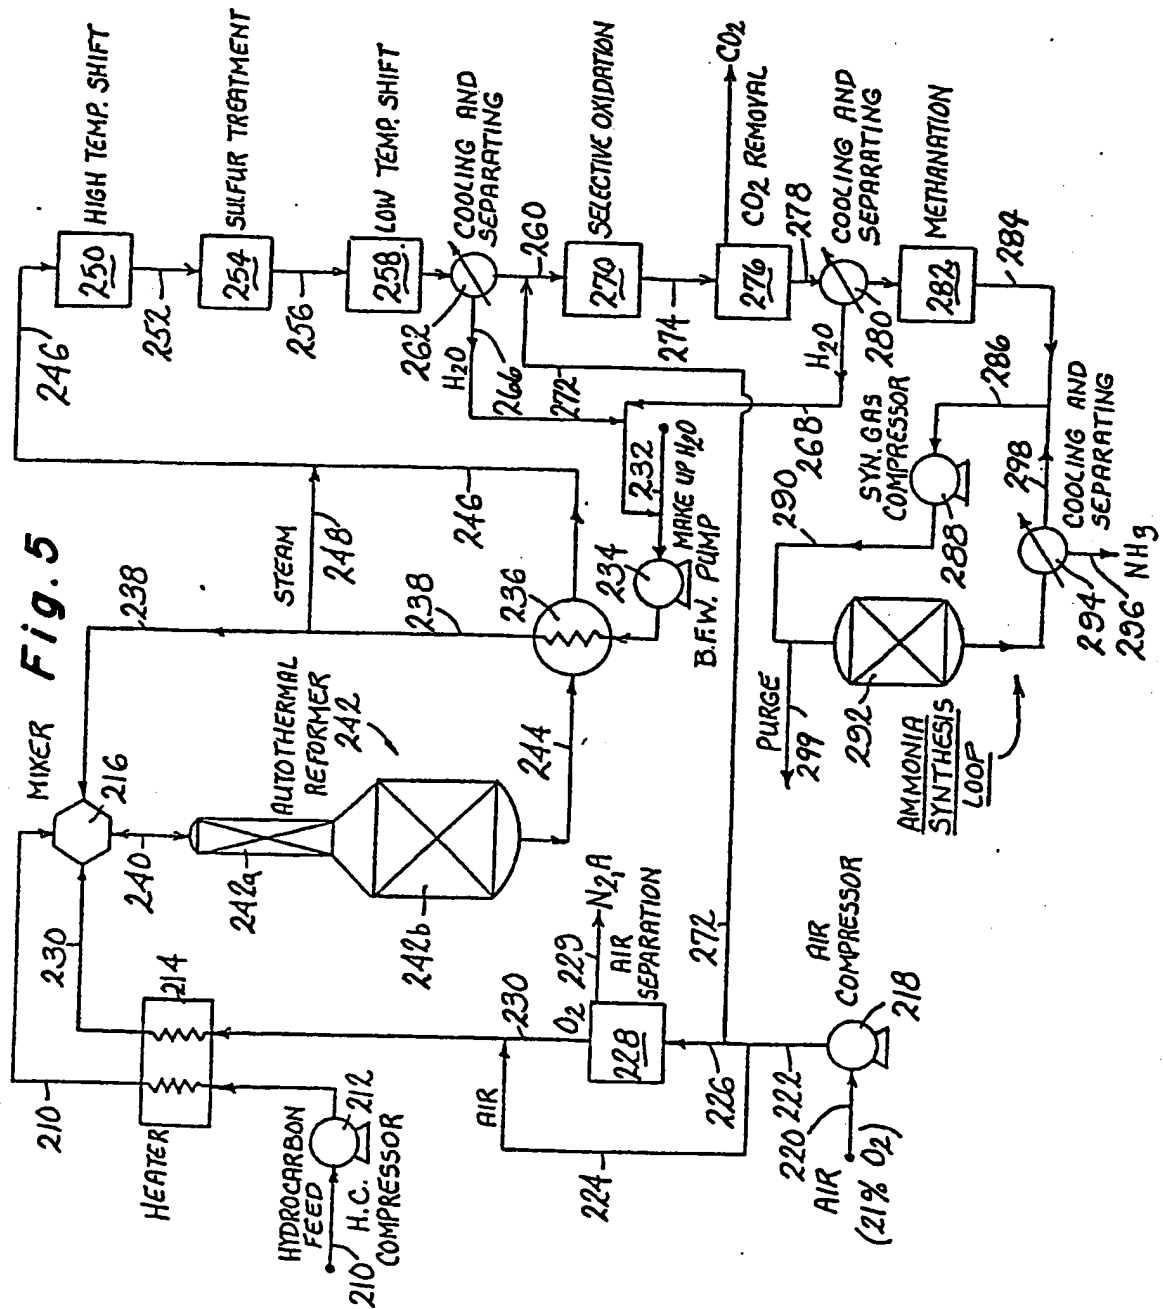 Fig. 5
HIGH TEMP. SHIFT
250
246
252
SULFUR TREATMENT
254
256
LOW TEMP. SHIFT
258
COOLING AND
SEPARATING
262
H2O
266
260
272
SELECTIVE OXIDATION
270
274
CO2 REMOVAL
CO2
276
278
COOLING AND
SEPARATING
H2O
280
268
METHANATION
282
284
286
SYN. GAS
COMPRESSOR
288
290
298
COOLING AND
SEPARATING
294
296
NH3
PURGE
299
292
AMMONIA
SYNTHESIS
LOOP
MIXER
216
238
STEAM
248
246
238
236
232
MAKE UP H2O
234
B.F.W. PUMP
240
AUTOTHERMAL
REFORMER
242
242a
242b
244
230
214
210
HEATER
HYDROCARBON
FEED
210
H.C.
COMPRESSOR
212
AIR
224
230
O2
229
N2,A
AIR
SEPARATION
228
226
272
222
220
AIR
(21% O2)
AIR
COMPRESSOR
218